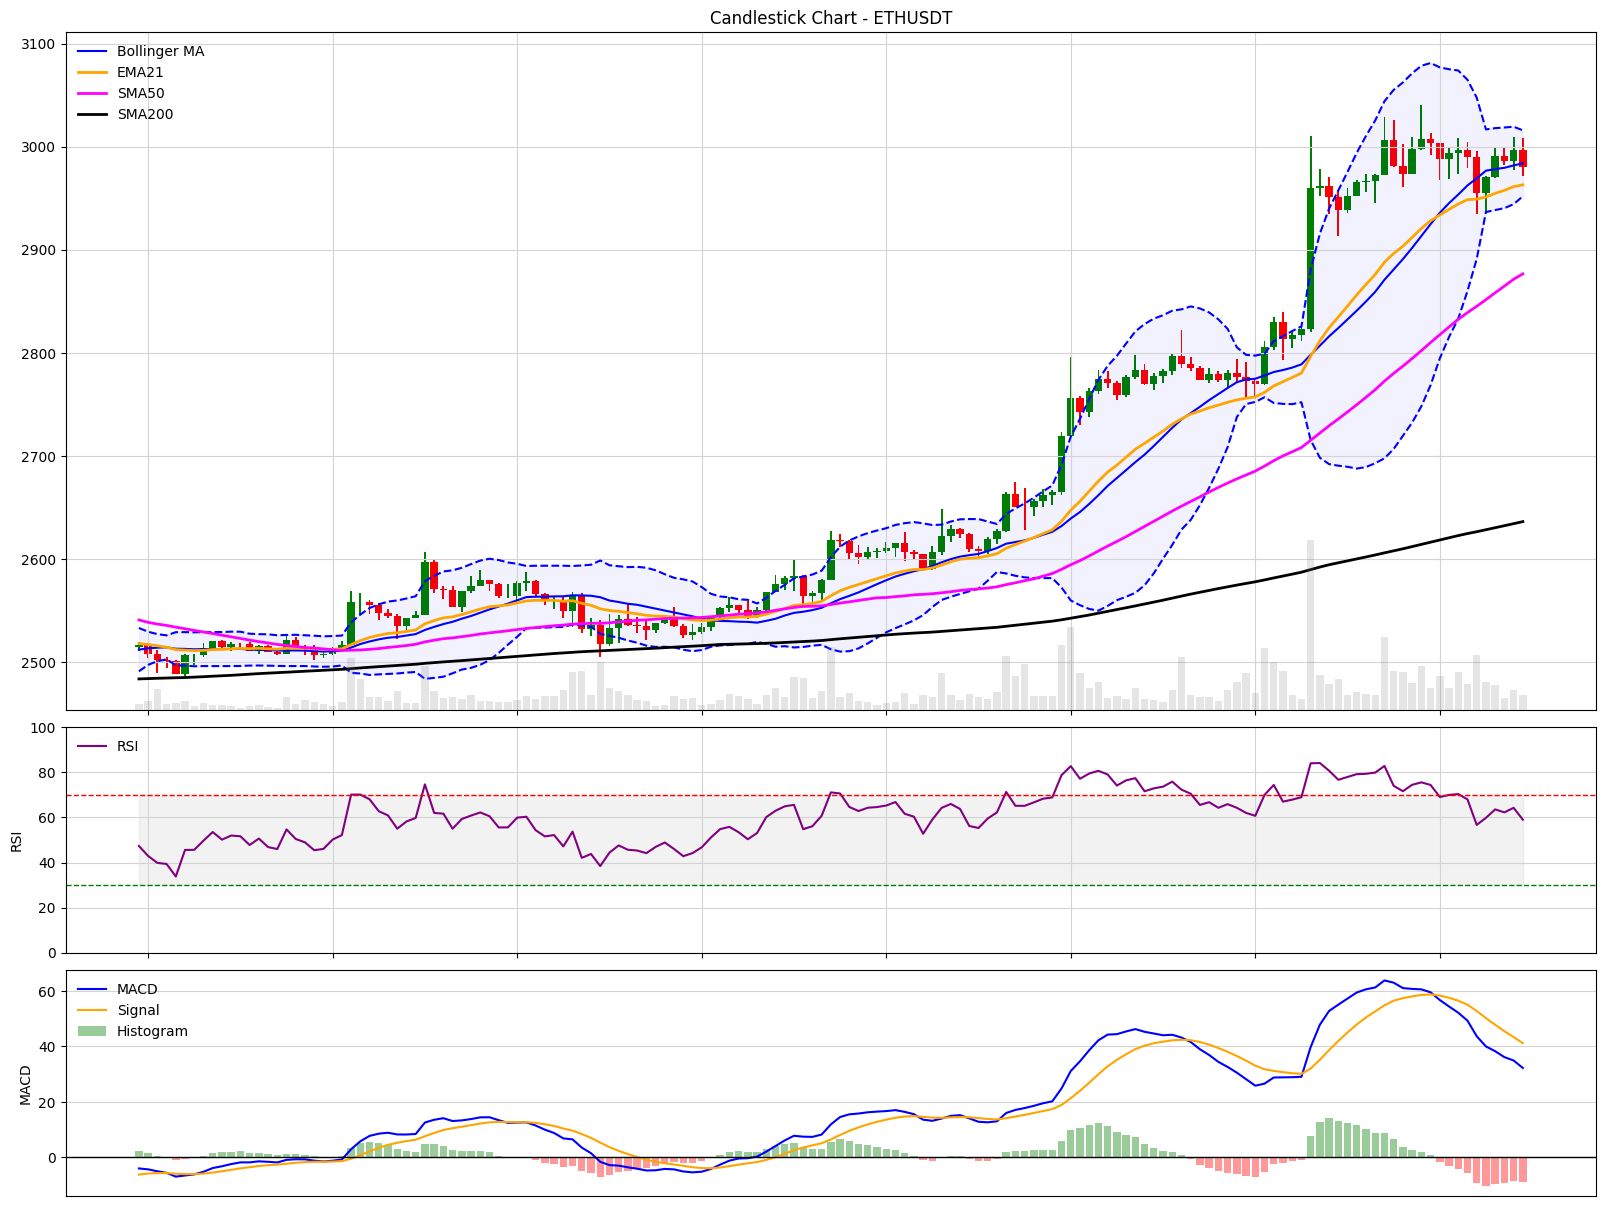 Candlestick Chart - ETHUSDT
Bollinger MA
EMA21
SMA50
SMA200
3100
3000
2900
2800
2700
2600
2500
RSI
100
80
60
40
20
0
RSI
MACD
Signal
Histogram
60
40
20
0
MACD